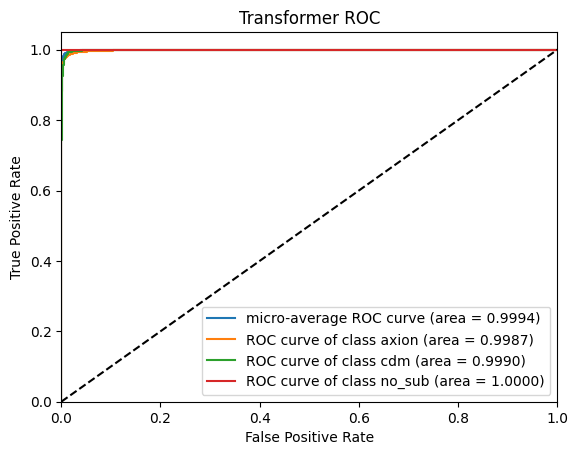 Transformer ROC
True Positive Rate
1.0
0.8
0.6
0.4
0.2
0.0
micro-average ROC curve (area = 0.9994)
ROC curve of class axion (area = 0.9987)
ROC curve of class cdm (area = 0.9990)
ROC curve of class no_sub (area = 1.0000)
0.0 0.2 0.4 0.6 0.8 1.0
False Positive Rate